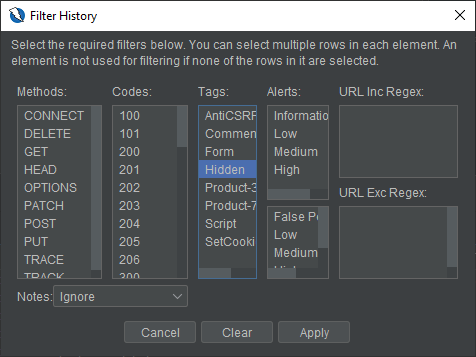 Filter History
Select the required filters below. You can select multiple rows in each element. An
element is not used for filtering if none of the rows in it are selected.
Methods:
CONNECT
DELETE
GET
HEAD
OPTIONS
PATCH
POST
PUT
TRACE
TRACK
Codes:
100
101
200
201
202
203
204
205
206
300
Tags:
AntiCSRF
Commen
Form
Hidden
Product-3
Product-7
Script
SetCooki
Alerts:
Informatio
Low
Medium
High
False Po
Low
Medium
High
URL Inc Regex:
URL Exc Regex:
Notes: Ignore
Cancel
Clear
Apply